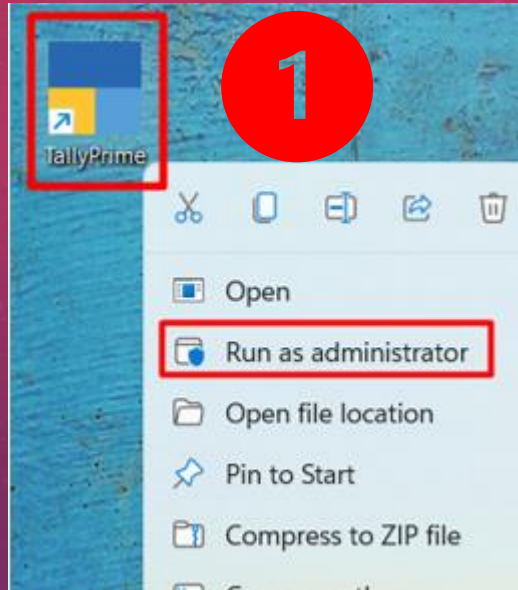 1
TallyPrime
Open
Run as administrator
Open file location
Pin to Start
Compress to ZIP file